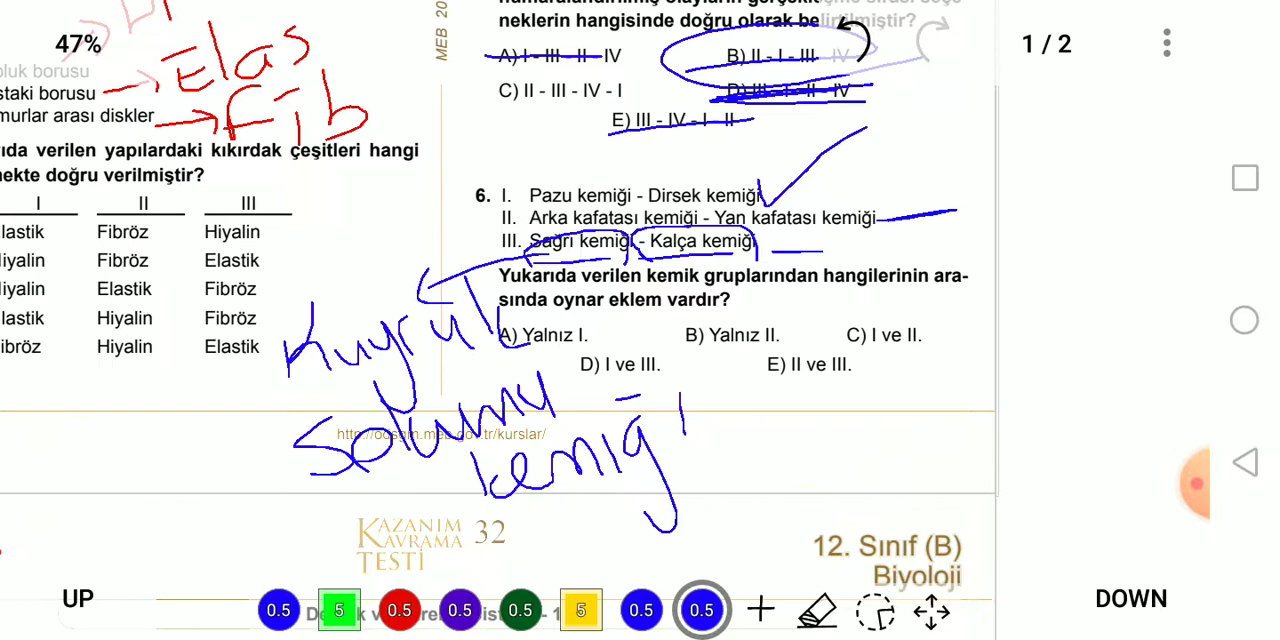 47%
oluk borusu
staki borusu
murlar arası diskler
Elas
Fib
ıda verilen yapılardaki kıkırdak çeşitleri hangi
nekte doğru verilmiştir?
I II III
lastik Fibröz Hiyalin
iyalin Fibröz Elastik
iyalin Elastik Fibröz
lastik Hiyalin Fibröz
ibröz Hiyalin Elastik
MEB 20
neklerin hangisinde doğru olarak belirtilmiştir?
A) I - III - II - IV B) II - I - III IV
C) II - III - IV - I D) III - I - II - IV
E) III - IV - I - II
6. I. Pazu kemiği - Dirsek kemiği
II. Arka kafatası kemiği - Yan kafatası kemiği
III. Sağrı kemiği - Kalça kemiği
Yukarıda verilen kemik gruplarından hangilerinin ara-
sında oynar eklem vardır?
A) Yalnız I. B) Yalnız II. C) I ve II.
D) I ve III. E) II ve III.
Kuyruk
sokumu
kemiği
http://odsgm.meb.gov.tr/kurslar/
KAZANIM
KAVRAMA
TESTİ
32
12. Sınıf (B)
Biyoloji
1 / 2
UP
0.5 5 0.5 0.5 0.5 5 0.5 0.5
DOWN